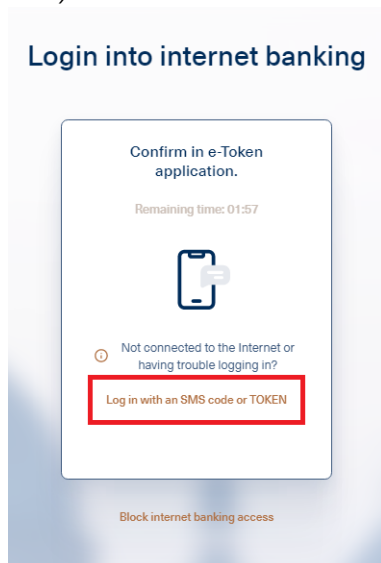 Login into internet banking
Confirm in e-Token
application.
Remaining time: 01:57
Not connected to the Internet or
having trouble logging in?
Log in with an SMS code or TOKEN
Block internet banking access